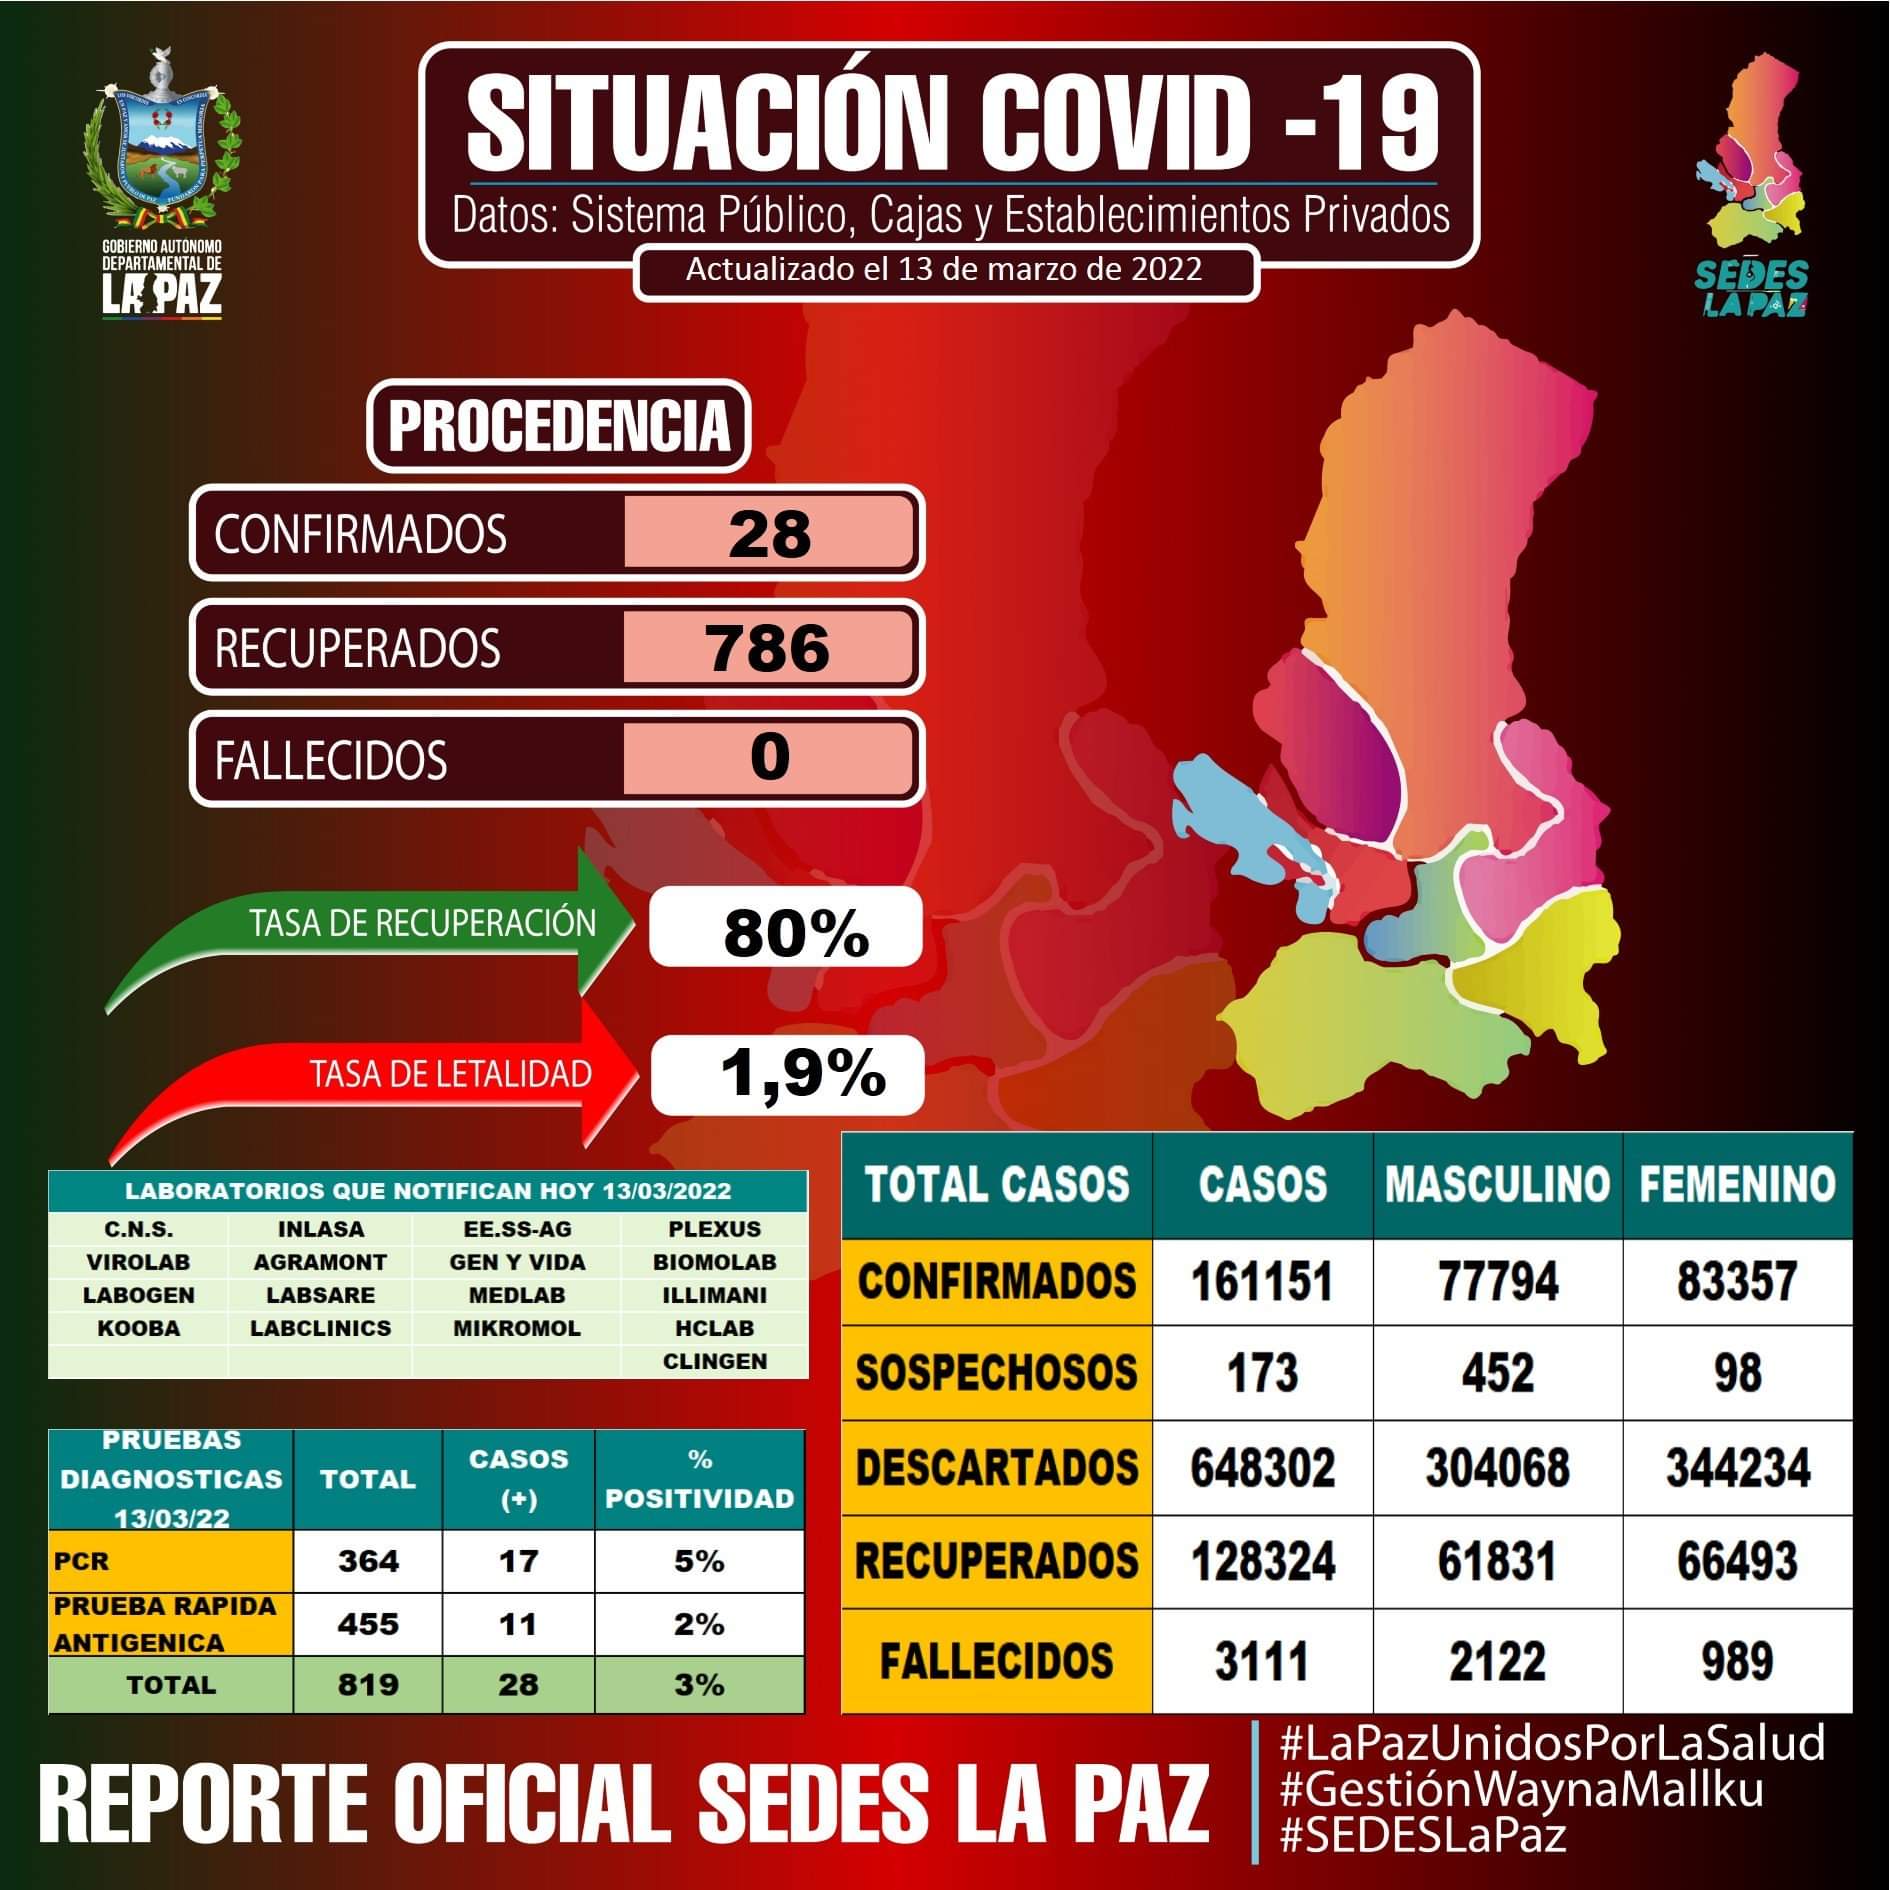 SITUACIÓN COVID -19
Datos: Sistema Público, Cajas y Establecimientos Privados
Actualizado el 13 de marzo de 2022
GOBIERNO AUTÓNOMO
DEPARTAMENTAL DE
LA PAZ
SEDES
LA PAZ
PROCEDENCIA
CONFIRMADOS 28
RECUPERADOS 786
FALLECIDOS 0
TASA DE RECUPERACIÓN 80%
TASA DE LETALIDAD 1,9%
LABORATORIOS QUE NOTIFICAN HOY 13/03/2022
C.N.S. INLASA EE.SS-AG PLEXUS
VIROLAB AGRAMONT GEN Y VIDA BIOMOLAB
LABOGEN LABSARE MEDLAB ILLIMANI
KOOBA LABCLINICS MIKROMOL HCLAB
CLINGEN
PRUEBAS
DIAGNOSTICAS
13/03/22
TOTAL
CASOS
(+)
%
POSITIVIDAD
PCR 364 17 5%
PRUEBA RAPIDA
ANTIGENICA
455 11 2%
TOTAL 819 28 3%
TOTAL CASOS CASOS MASCULINO FEMENINO
CONFIRMADOS 161151 77794 83357
SOSPECHOSOS 173 452 98
DESCARTADOS 648302 304068 344234
RECUPERADOS 128324 61831 66493
FALLECIDOS 3111 2122 989
REPORTE OFICIAL SEDES LA PAZ
#LaPazUnidosPorLaSalud
#GestiónWaynaMallku
#SEDESLaPaz